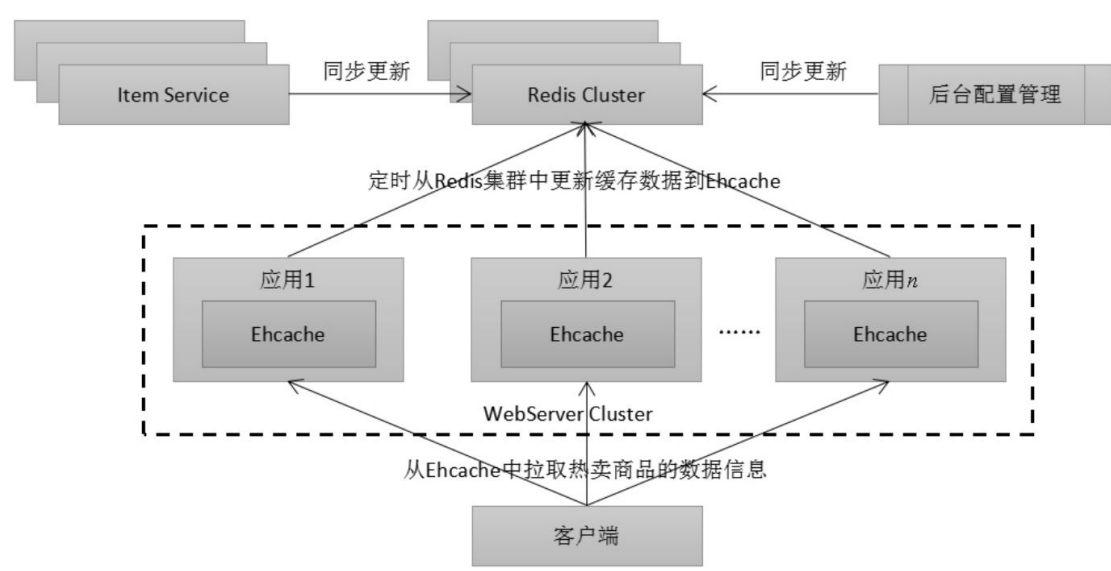 同步更新
同步更新
Item Service
Redis Cluster
后台配置管理
定时从Redis集群中更新缓存数据到Ehcache
应用1
应用2
应用n
Ehcache
Ehcache
……
Ehcache
WebServer Cluster
从Ehcache中拉取热卖商品的数据信息
客户端